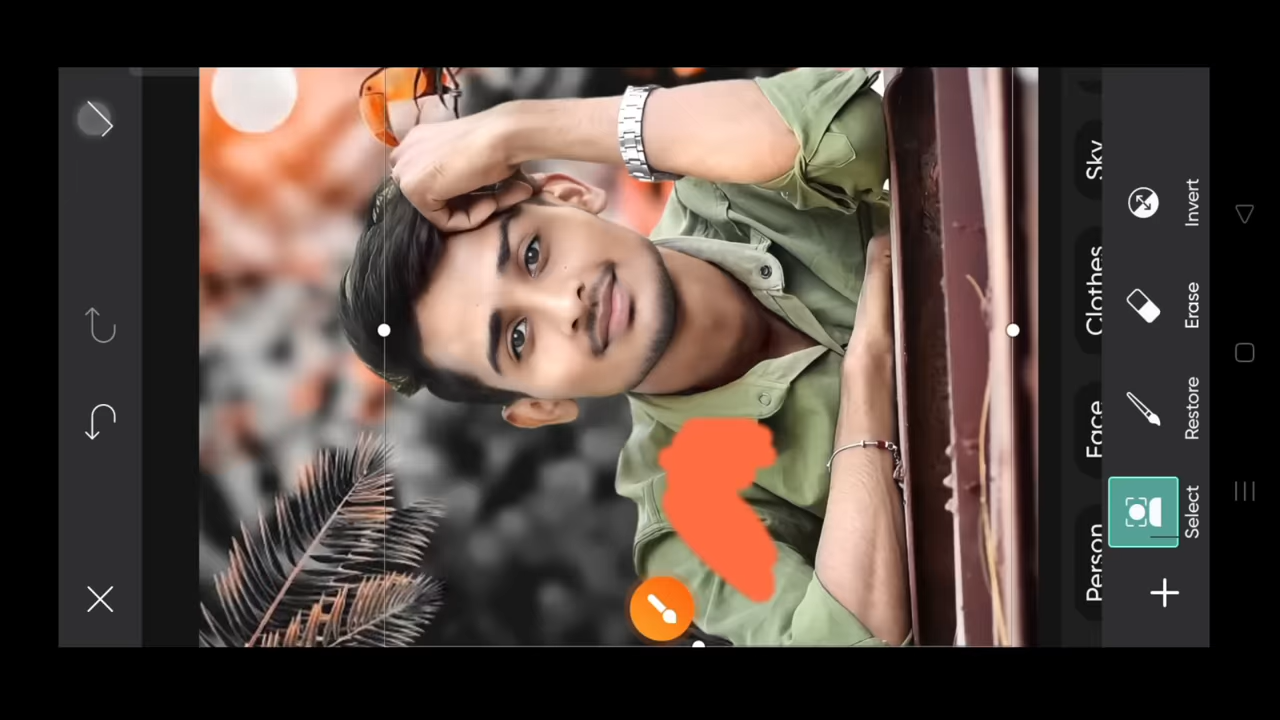 Person
Face
Clothes
Sky
Select
Restore
Erase
Invert